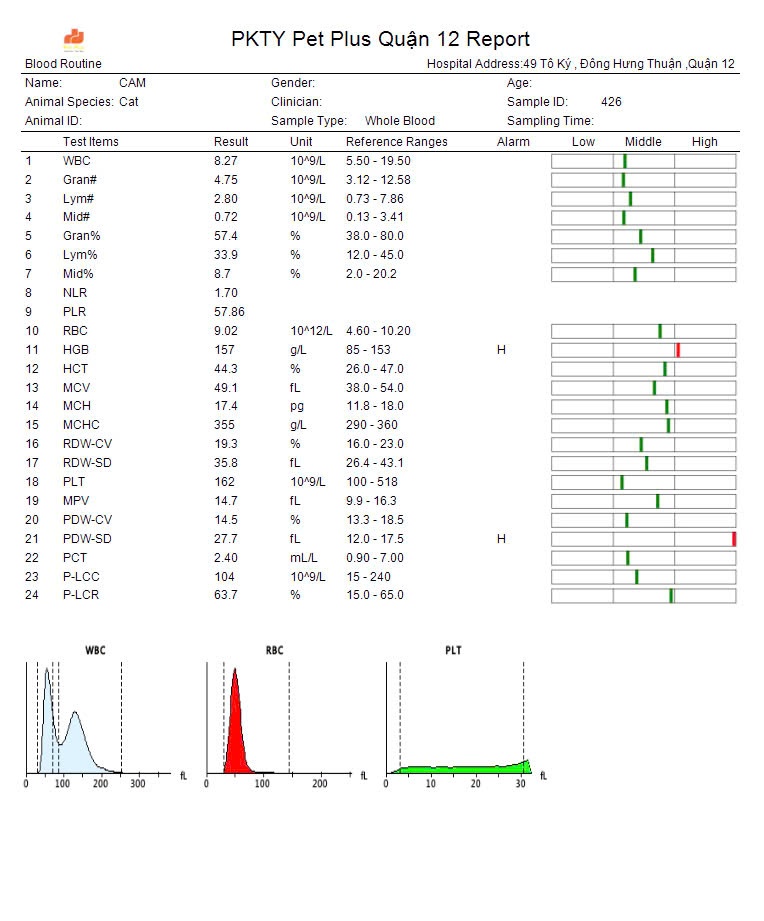 PKTY Pet Plus Quận 12 Report
Blood Routine Hospital Address:49 Tô Ký , Đông Hưng Thuận ,Quận 12
Name: CAM Gender: Age:
Animal Species: Cat Clinician: Sample ID: 426
Animal ID: Sample Type: Whole Blood Sampling Time:
Test Items Result Unit Reference Ranges Alarm Low Middle High
1 WBC 8.27 10^9/L 5.50 - 19.50
2 Gran# 4.75 10^9/L 3.12 - 12.58
3 Lym# 2.80 10^9/L 0.73 - 7.86
4 Mid# 0.72 10^9/L 0.13 - 3.41
5 Gran% 57.4 % 38.0 - 80.0
6 Lym% 33.9 % 12.0 - 45.0
7 Mid% 8.7 % 2.0 - 20.2
8 NLR 1.70
9 PLR 57.86
10 RBC 9.02 10^12/L 4.60 - 10.20
11 HGB 157 g/L 85 - 153 H
12 HCT 44.3 % 26.0 - 47.0
13 MCV 49.1 fL 38.0 - 54.0
14 MCH 17.4 pg 11.8 - 18.0
15 MCHC 355 g/L 290 - 360
16 RDW-CV 19.3 % 16.0 - 23.0
17 RDW-SD 35.8 fL 26.4 - 43.1
18 PLT 162 10^9/L 100 - 518
19 MPV 14.7 fL 9.9 - 16.3
20 PDW-CV 14.5 % 13.3 - 18.5
21 PDW-SD 27.7 fL 12.0 - 17.5 H
22 PCT 2.40 mL/L 0.90 - 7.00
23 P-LCC 104 10^9/L 15 - 240
24 P-LCR 63.7 % 15.0 - 65.0
WBC RBC PLT
0 100 200 300 fL 0 100 200 fL 0 10 20 30 fL